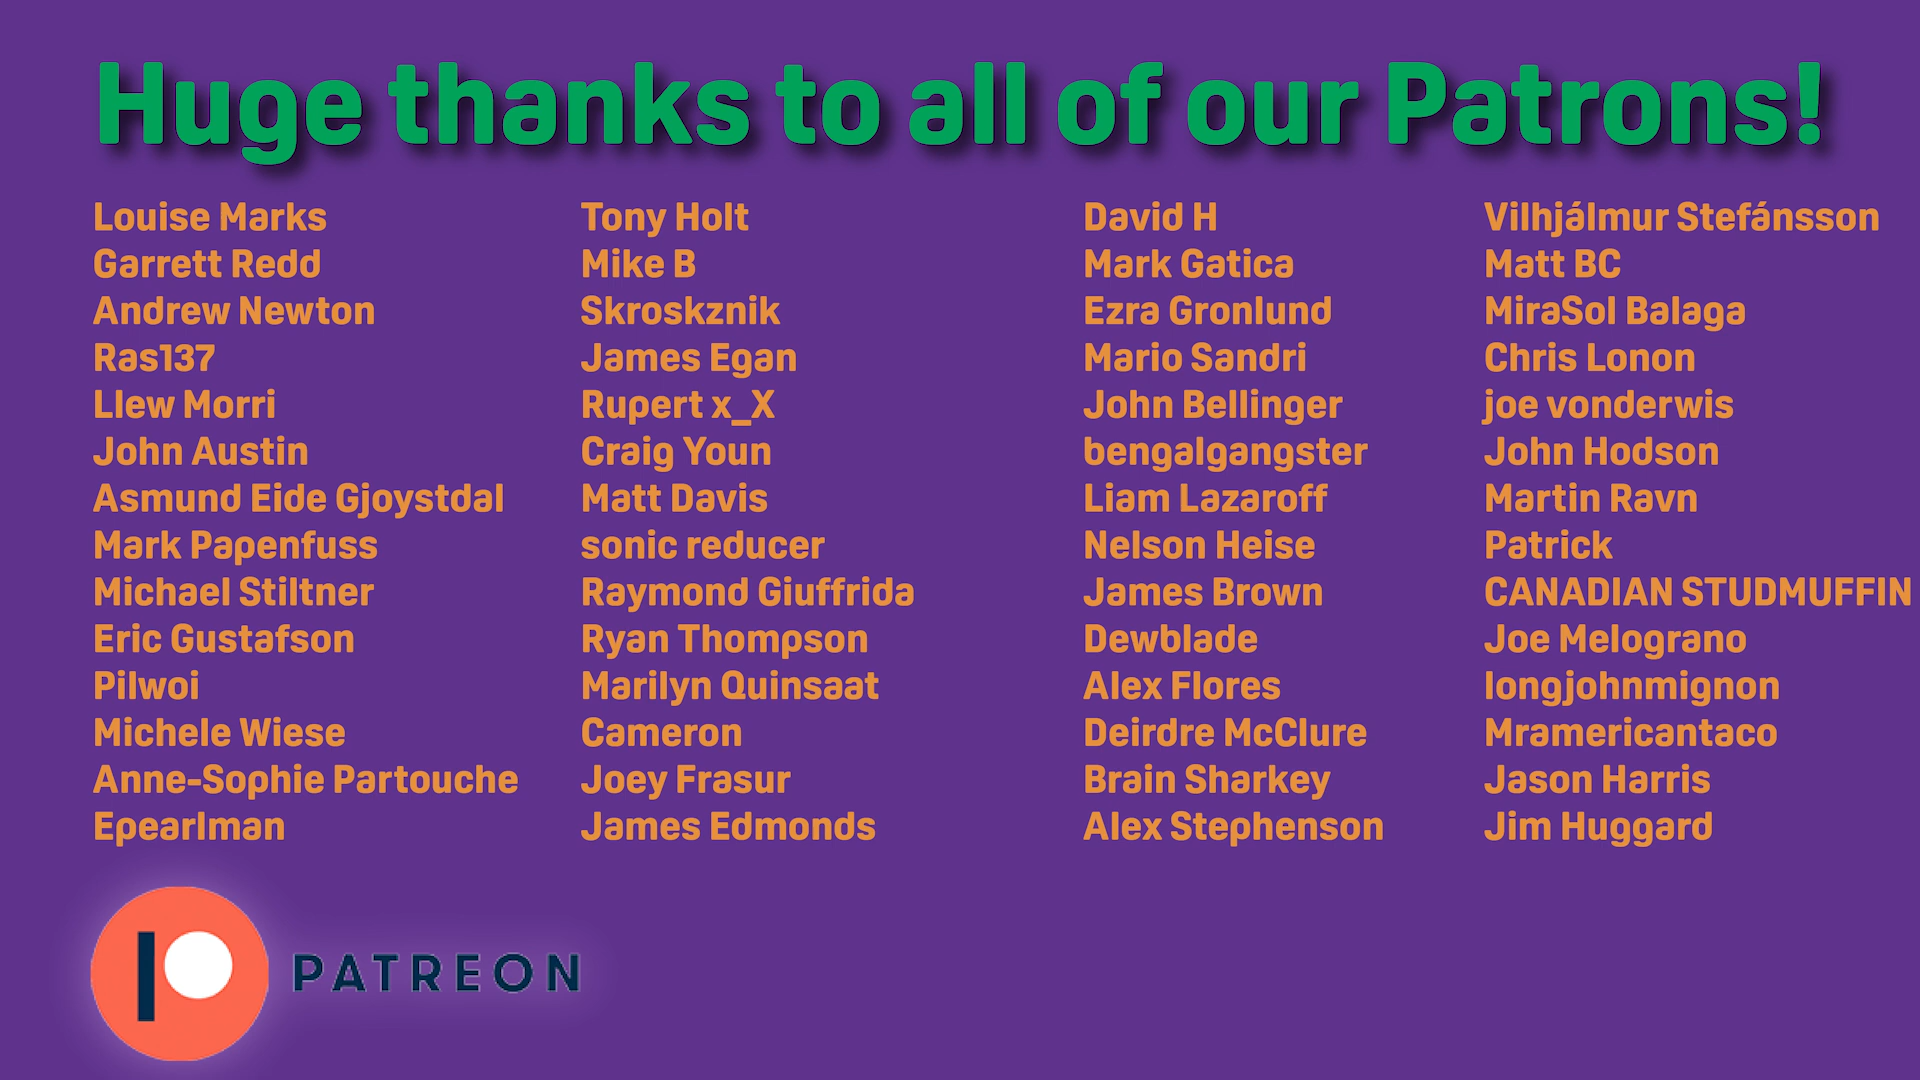 Huge thanks to all of our Patrons!
Louise Marks
Garrett Redd
Andrew Newton
Ras137
Llew Morri
John Austin
Asmund Eide Gjoystdal
Mark Papenfuss
Michael Stiltner
Eric Gustafson
Pilwoi
Michele Wiese
Anne-Sophie Partouche
Epearlman
Tony Holt
Mike B
Skroskznik
James Egan
Rupert x_X
Craig Youn
Matt Davis
sonic reducer
Raymond Giuffrida
Ryan Thompson
Marilyn Quinsaat
Cameron
Joey Frasur
James Edmonds
David H
Mark Gatica
Ezra Gronlund
Mario Sandri
John Bellinger
bengalgangster
Liam Lazaroff
Nelson Heise
James Brown
Dewblade
Alex Flores
Deirdre McClure
Brain Sharkey
Alex Stephenson
Vilhjálmur Stefánsson
Matt BC
MiraSol Balaga
Chris Lonon
joe vonderwis
John Hodson
Martin Ravn
Patrick
CANADIAN STUDMUFFIN
Joe Melograno
longjohnmignon
Mramericantaco
Jason Harris
Jim Huggard
PATREON